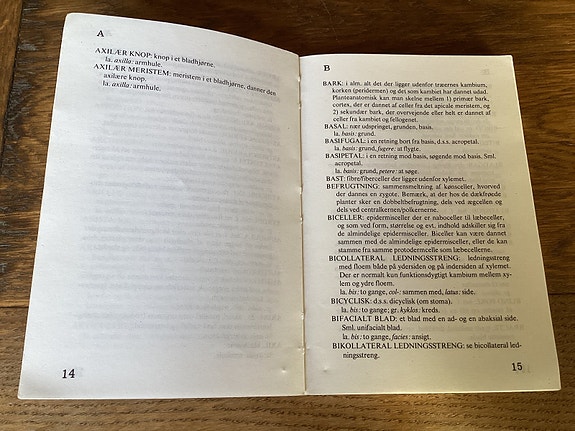 A
AXILÆR KNOP: knop i et bladhjørne.
la. axilla: armhule.
AXILÆR MERISTEM: meristem i et bladhjørne, danner den
axilære knop.
la. axilla: armhule.
14
B
BARK: i alm. alt det der ligger udenfor træernes kambium,
korken (peridermen) og det som kambiet har dannet udad.
Planteanatomisk kan man skelne mellem 1) primær bark,
cortex, der er dannet af celler fra det apicale meristem, og
2) sekundær bark, der overvejende eller helt er dannet af
celler fra kambiet og fellogenet.
BASAL: nær udspringet, grunden, basis.
la. basis: grund.
BASIFUGAL: i en retning bort fra basis, d.s.s. acropetal.
la. basis: grund, fugere: at flygte.
BASIPETAL: i en retning mod basis, søgende mod basis. Sml.
acropetal.
la. basis: grund, petere: at søge.
BAST: fibre/fiberceller der ligger udenfor xylemet.
BEFRUGTNING: sammensmeltning af kønsceller, hvorved
der dannes en zygote. Bemærk, at der hos de dækfrøede
planter sker en dobbeltbefrugtning, dels ved ægcellen og
dels ved centralkernen/polkernerne.
BICELLER: epidermisceller der er naboceller til læbeceller,
og som ved form, størrelse og evt. indhold adskiller sig fra
de almindelige epidermisceller. Biceller kan være dannet
sammen med de almindelige epidermisceller, eller de kan
stamme fra samme protodermcelle som læbecellerne.
BICOLLATERAL LEDNINGSSTRENG: ledningsstreng
med floem både på ydersiden og på indersiden af xylemet.
Der er normalt kun funktionsdygtigt kambium mellem xy-
lem og ydre floem.
la. bis: to gange, col-: sammen med, latus: side.
BICYCLISK: d.s.s. dicyclisk (om stoma).
la. bis: to gange; gr. kyklos: kreds.
BIFACIALT BLAD: et blad med en ad- og en abaksial side.
Sml. unifacialt blad.
la. bis: to gange, facies: ansigt.
BIKOLLATERAL LEDNINGSSTRENG: se bicollateral led-
ningsstreng.
15